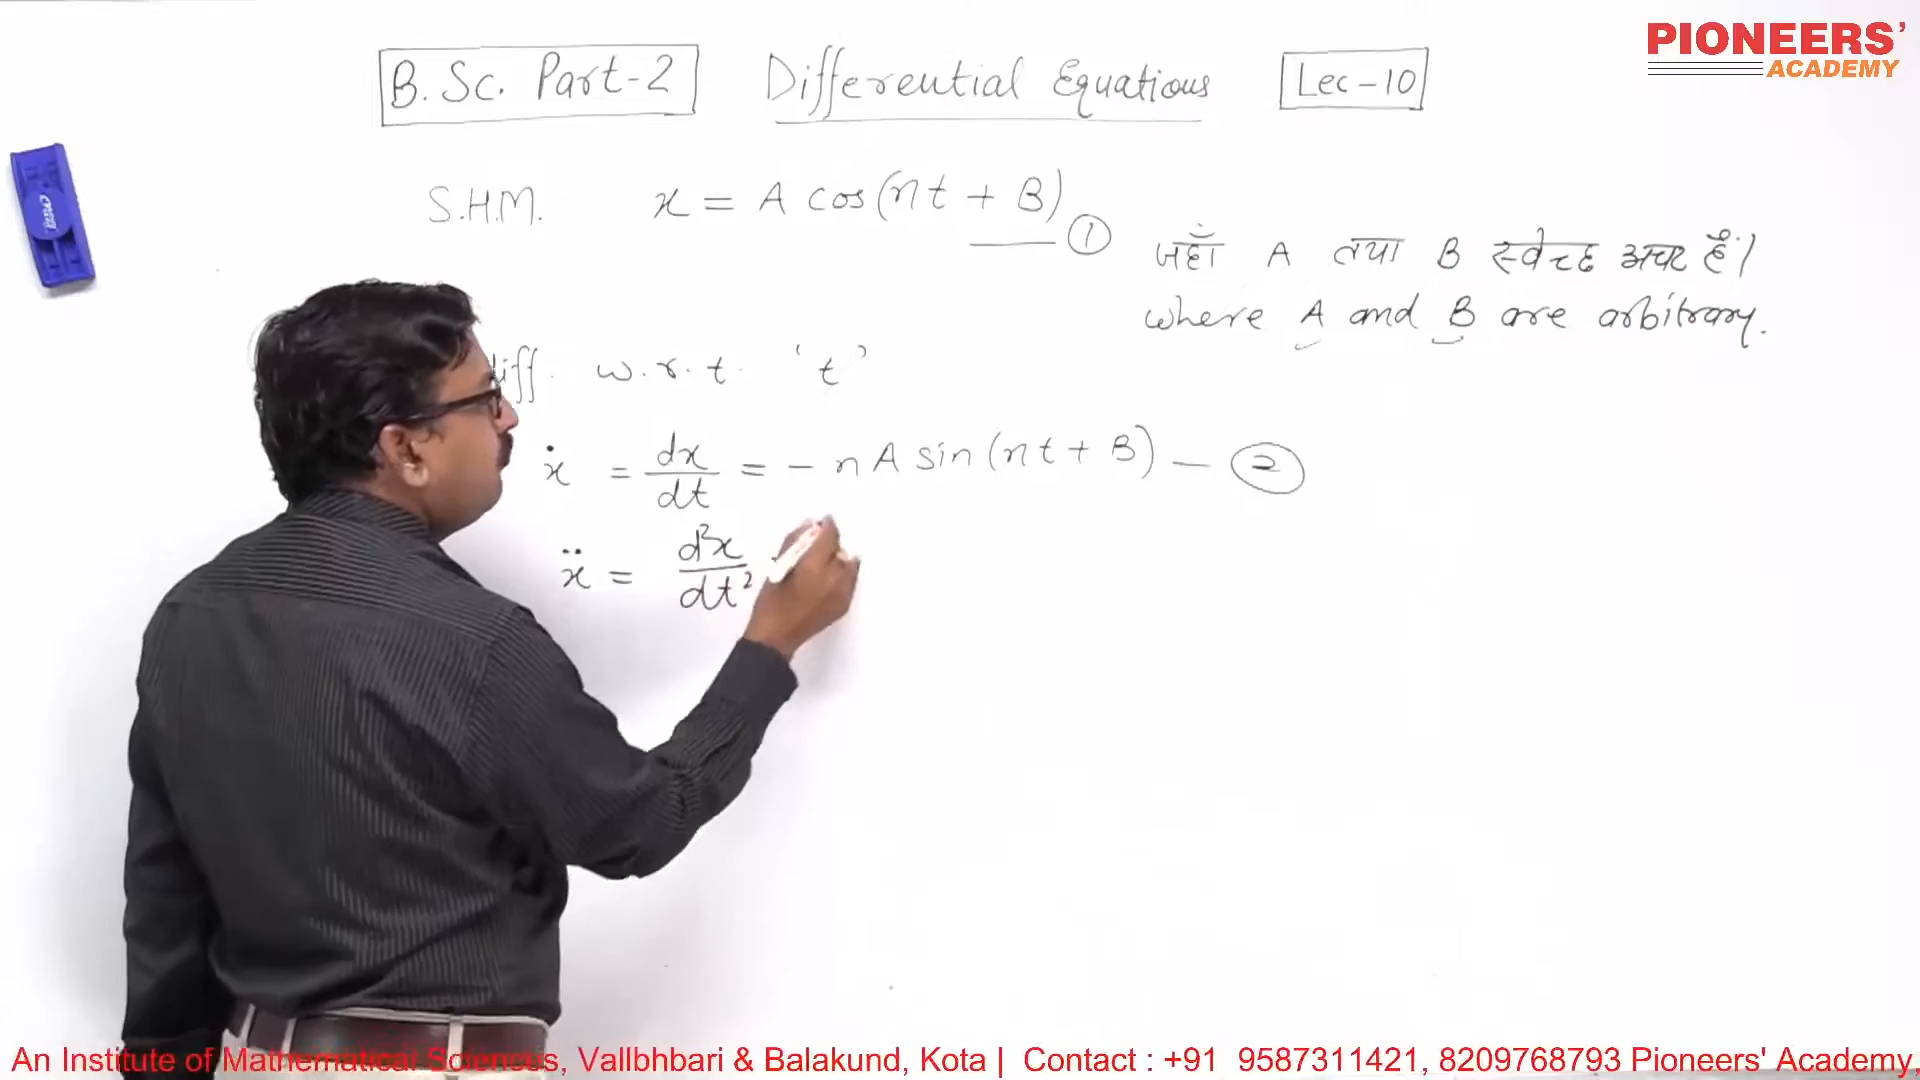 PIONEERS'
ACADEMY
B.Sc. Part-2 Differential Equations Lec-10
S.H.M. x = A cos(nt + B) — ①
जहाँ A तथा B स्वेच्छ अचर हैं।
where A and B are arbitrary.
diff. w.r.t. 't'
ẋ = dx/dt = - n A sin(nt + B) — ②
ẍ = d²x/dt²
An Institute of Mathematical Sciences, Vallbhbari & Balakund, Kota | Contact : +91 9587311421, 8209768793 Pioneers' Academy,